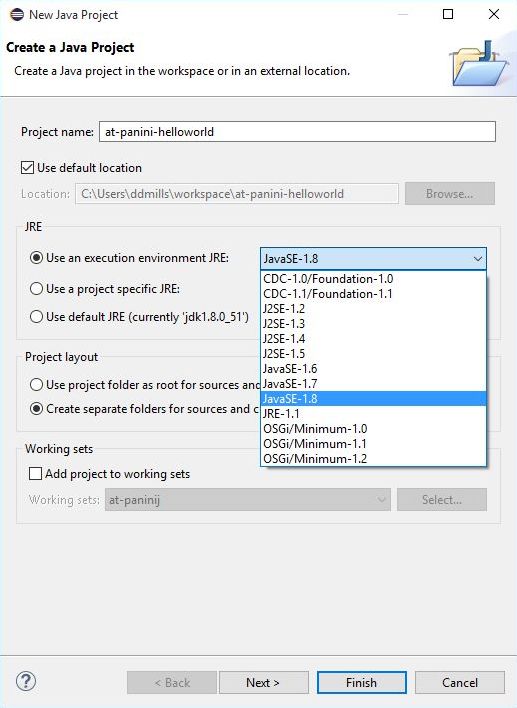 New Java Project
Create a Java Project
Create a Java project in the workspace or in an external location.
Project name: at-panini-helloworld
Use default location
Location: C:\Users\ddmills\workspace\at-panini-helloworld Browse...
JRE
Use an execution environment JRE: JavaSE-1.8
CDC-1.0/Foundation-1.0
CDC-1.1/Foundation-1.1
J2SE-1.2
J2SE-1.3
J2SE-1.4
J2SE-1.5
JavaSE-1.6
JavaSE-1.7
JavaSE-1.8
JRE-1.1
OSGi/Minimum-1.0
OSGi/Minimum-1.1
OSGi/Minimum-1.2
Use a project specific JRE:
Use default JRE (currently 'jdk1.8.0_51')
Project layout
Use project folder as root for sources and
Create separate folders for sources and c
Working sets
Add project to working sets
Working sets: at-paninij Select...
? < Back Next > Finish Cancel